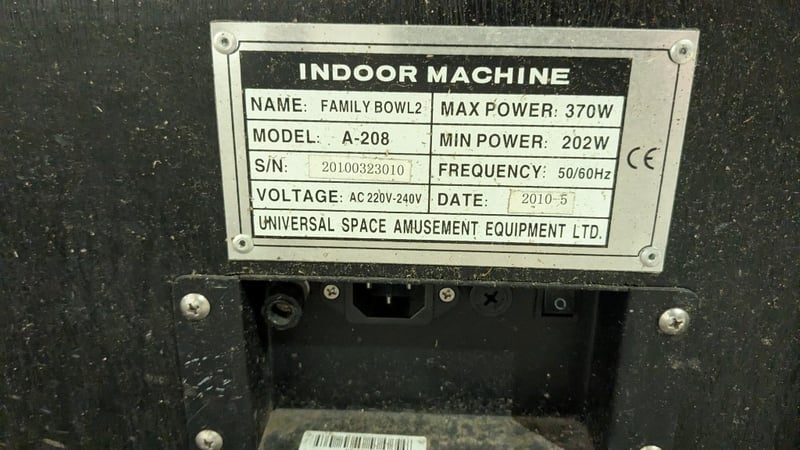 INDOOR MACHINE
NAME: FAMILY BOWL2
MAX POWER: 370W
MODEL: A-208
MIN POWER: 202W
S/N: 20100323010
FREQUENCY: 50/60Hz
VOLTAGE: AC 220V-240V
DATE: 2010-5
UNIVERSAL SPACE AMUSEMENT EQUIPMENT LTD.
CE